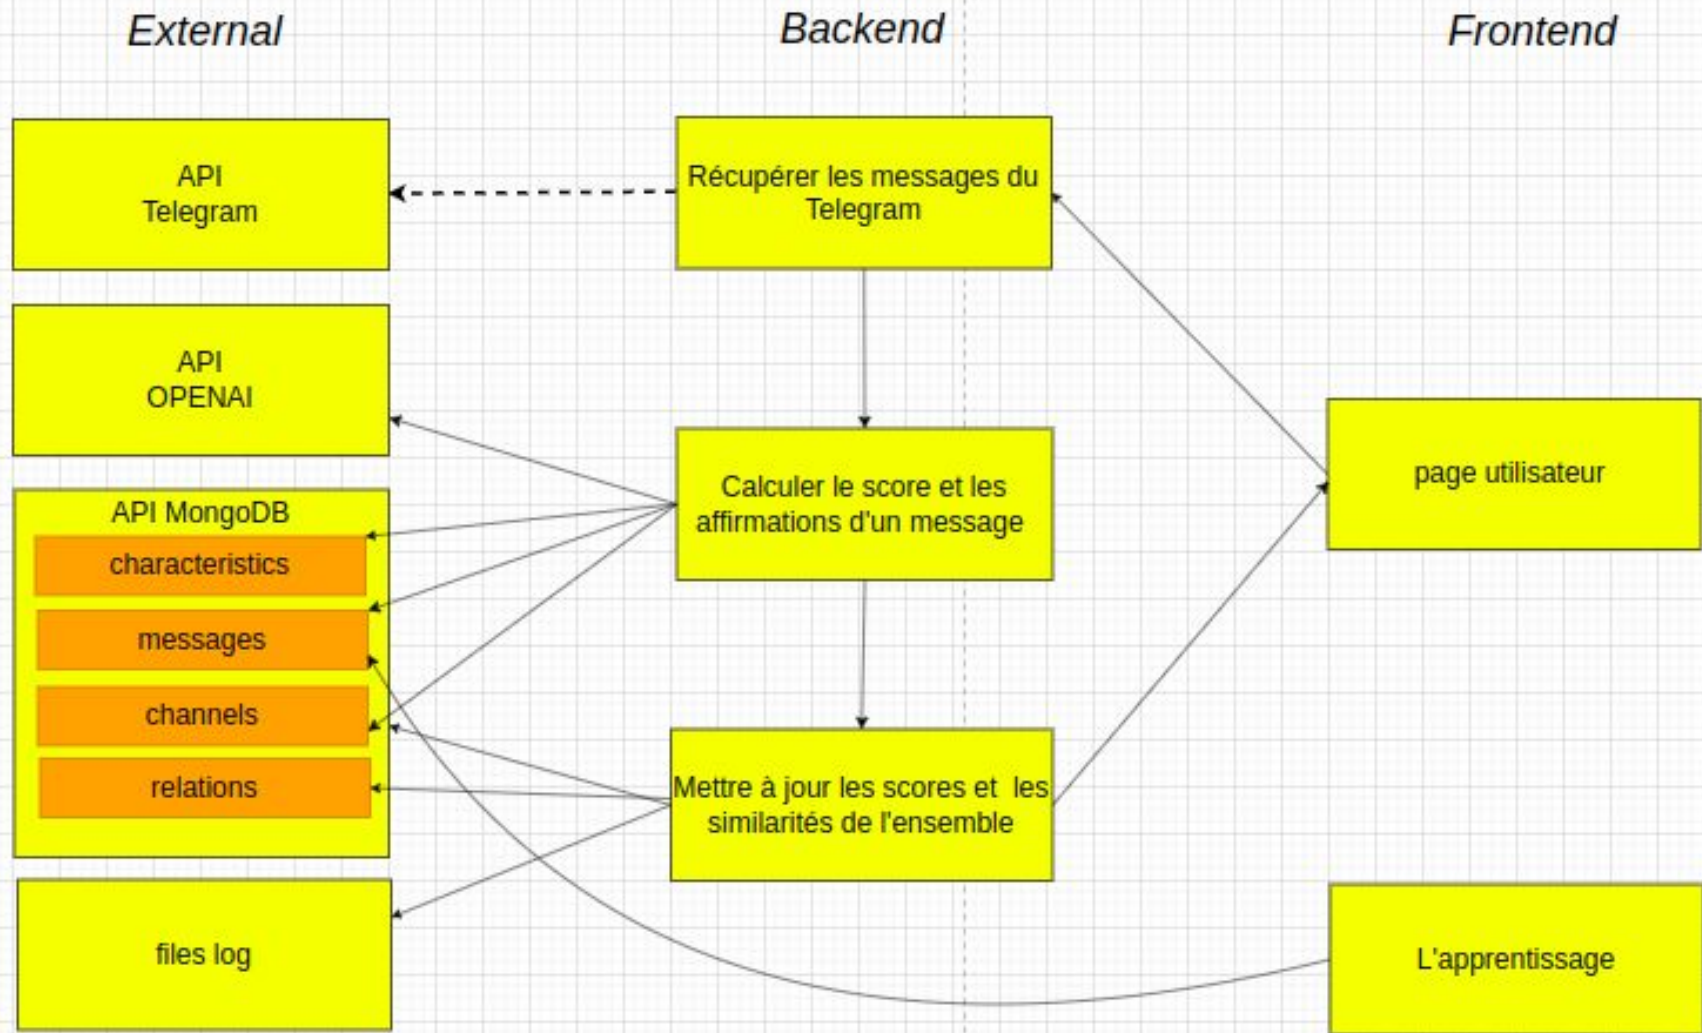 External
Backend
Frontend
API
Telegram
Récupérer les messages du
Telegram
API
OPENAI
page utilisateur
Calculer le score et les
affirmations d'un message
API MongoDB
characteristics
messages
channels
relations
Mettre à jour les scores et  les
similarités de l'ensemble
files log
L'apprentissage